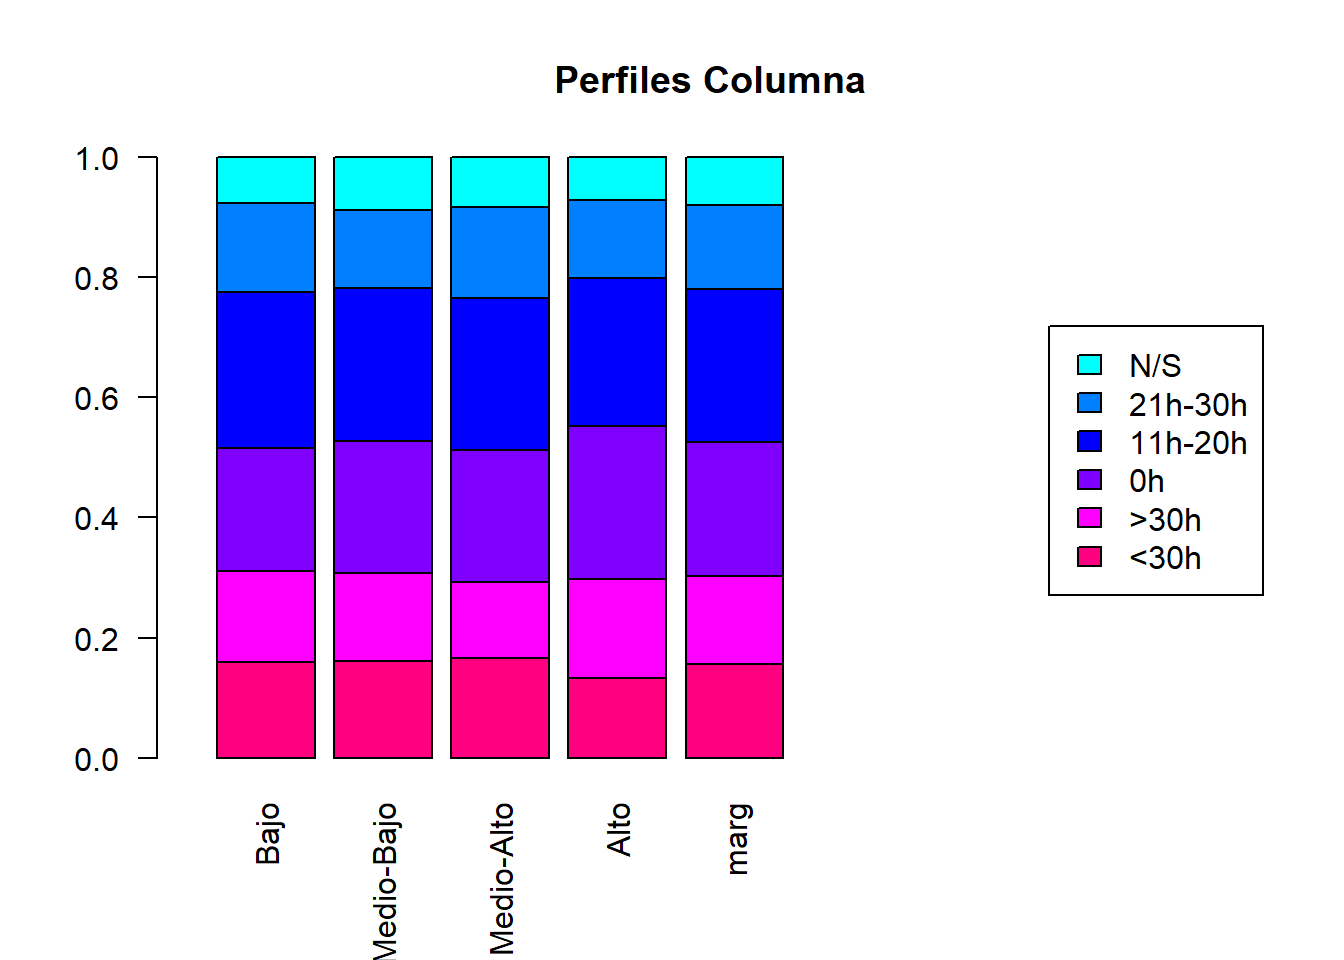 Perfiles Columna
1.0
0.8
0.6
0.4
0.2
0.0
Bajo
Medio-Bajo
Medio-Alto
Alto
marg
N/S
21h-30h
11h-20h
0h
>30h
<30h